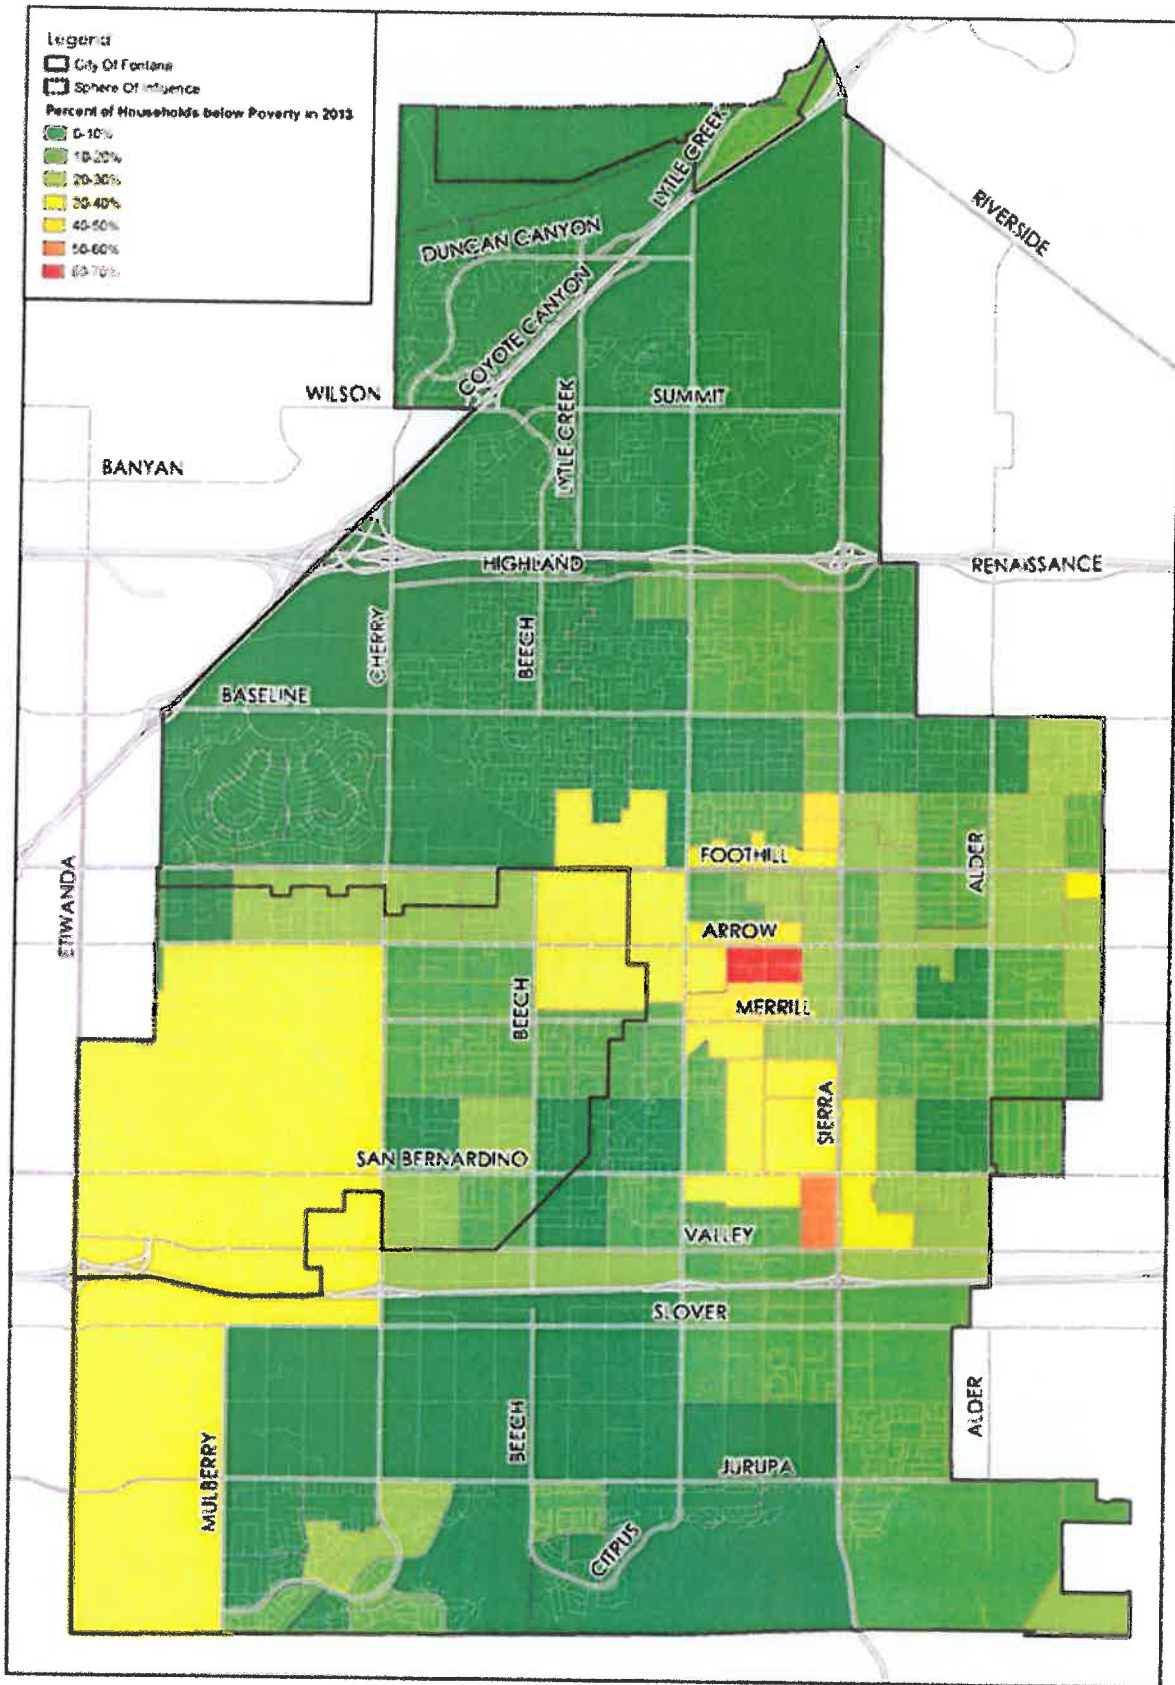 Legend
City Of Fontana
Sphere Of Influence
Percent of Households below Poverty in 2013
0-10%
10-20%
20-30%
30-40%
40-50%
50-60%
60-70%
LYTLE CREEK
RIVERSIDE
DUNCAN CANYON
COYOTE CANYON
WILSON
SUMMIT
LYTLE CREEK
BANYAN
HIGHLAND
RENAISSANCE
CHERRY
BEECH
BASELINE
FOOTHILL
ALDER
ETIWANDA
ARROW
BEECH
MERRILL
SIERRA
SAN BERNARDINO
VALLEY
SLOVER
BEECH
ALDER
MULBERRY
JURUPA
CITRUS